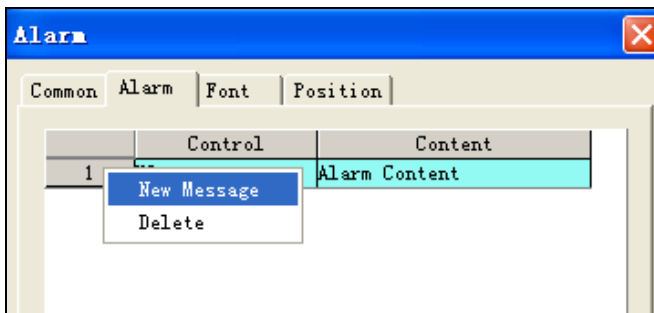 Alarm
Common Alarm Font Position
Control Content
1 Alarm Content
New Message
Delete